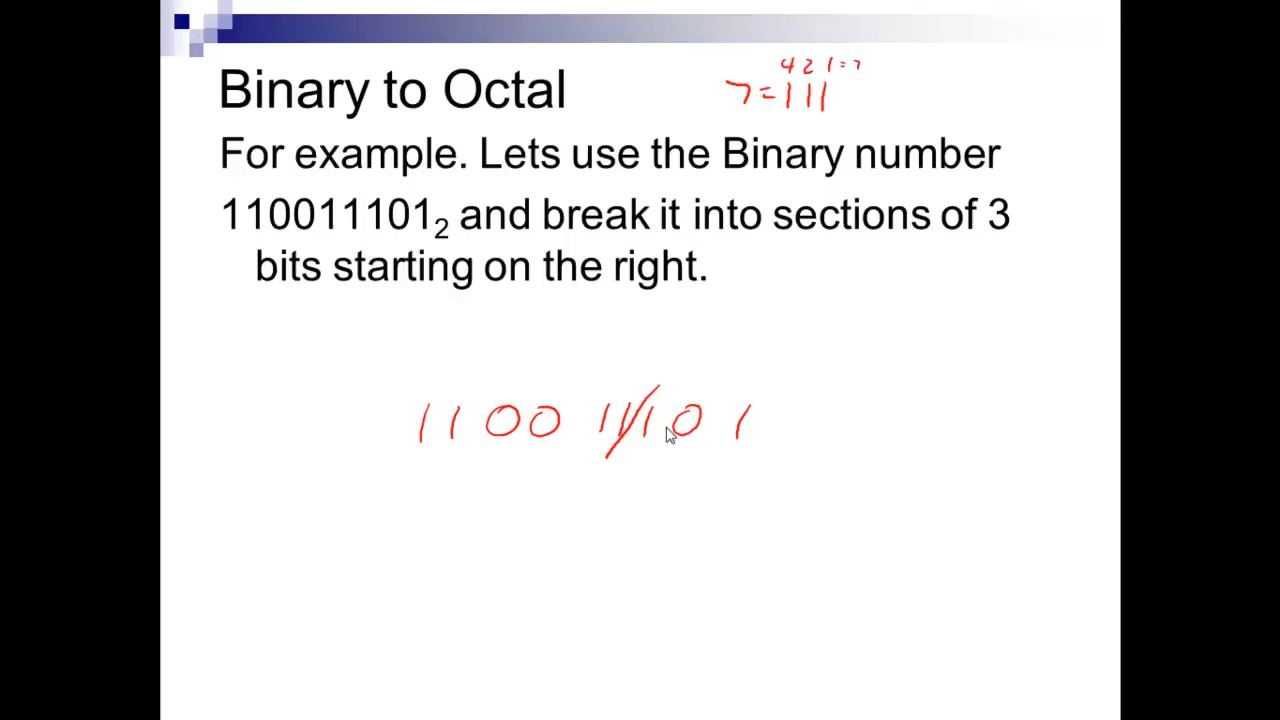 4 2 1 = 7
Binary to Octal
7 = 1 1 1
For example. Lets use the Binary number
110011101₂ and break it into sections of 3
bits starting on the right.
1 1 0 0 1 1 / 1 0 1